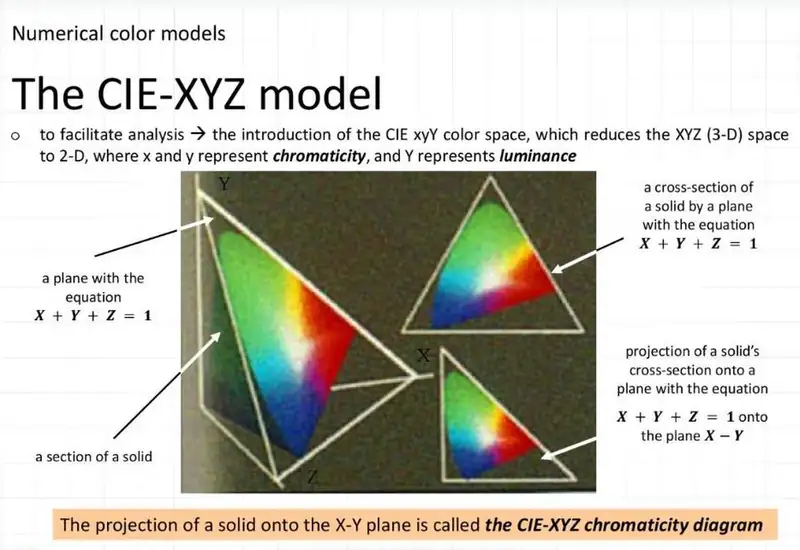 Numerical color models
The CIE-XYZ model
o to facilitate analysis → the introduction of the CIE xyY color space, which reduces the XYZ (3-D) space
to 2-D, where x and y represent chromaticity, and Y represents luminance
Y
a cross-section of
a solid by a plane
with the equation
X + Y + Z = 1
a plane with the
equation
X + Y + Z = 1
X
projection of a solid's
cross-section onto a
plane with the equation
X + Y + Z = 1 onto
the plane X − Y
a section of a solid
Z
The projection of a solid onto the X-Y plane is called the CIE-XYZ chromaticity diagram